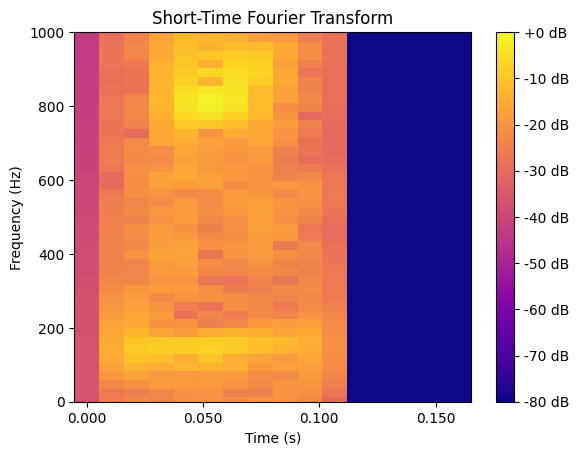 Short-Time Fourier Transform
1000
800
600
400
200
0
Frequency (Hz)
0.000
0.050
0.100
0.150
Time (s)
+0 dB
-10 dB
-20 dB
-30 dB
-40 dB
-50 dB
-60 dB
-70 dB
-80 dB